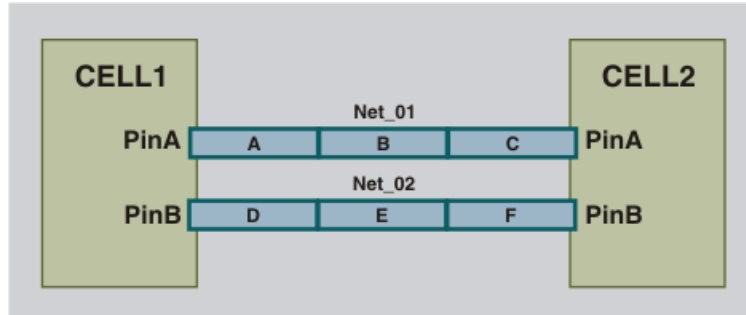 CELL1 CELL2
Net_01
PinA A B C PinA
Net_02
PinB D E F PinB